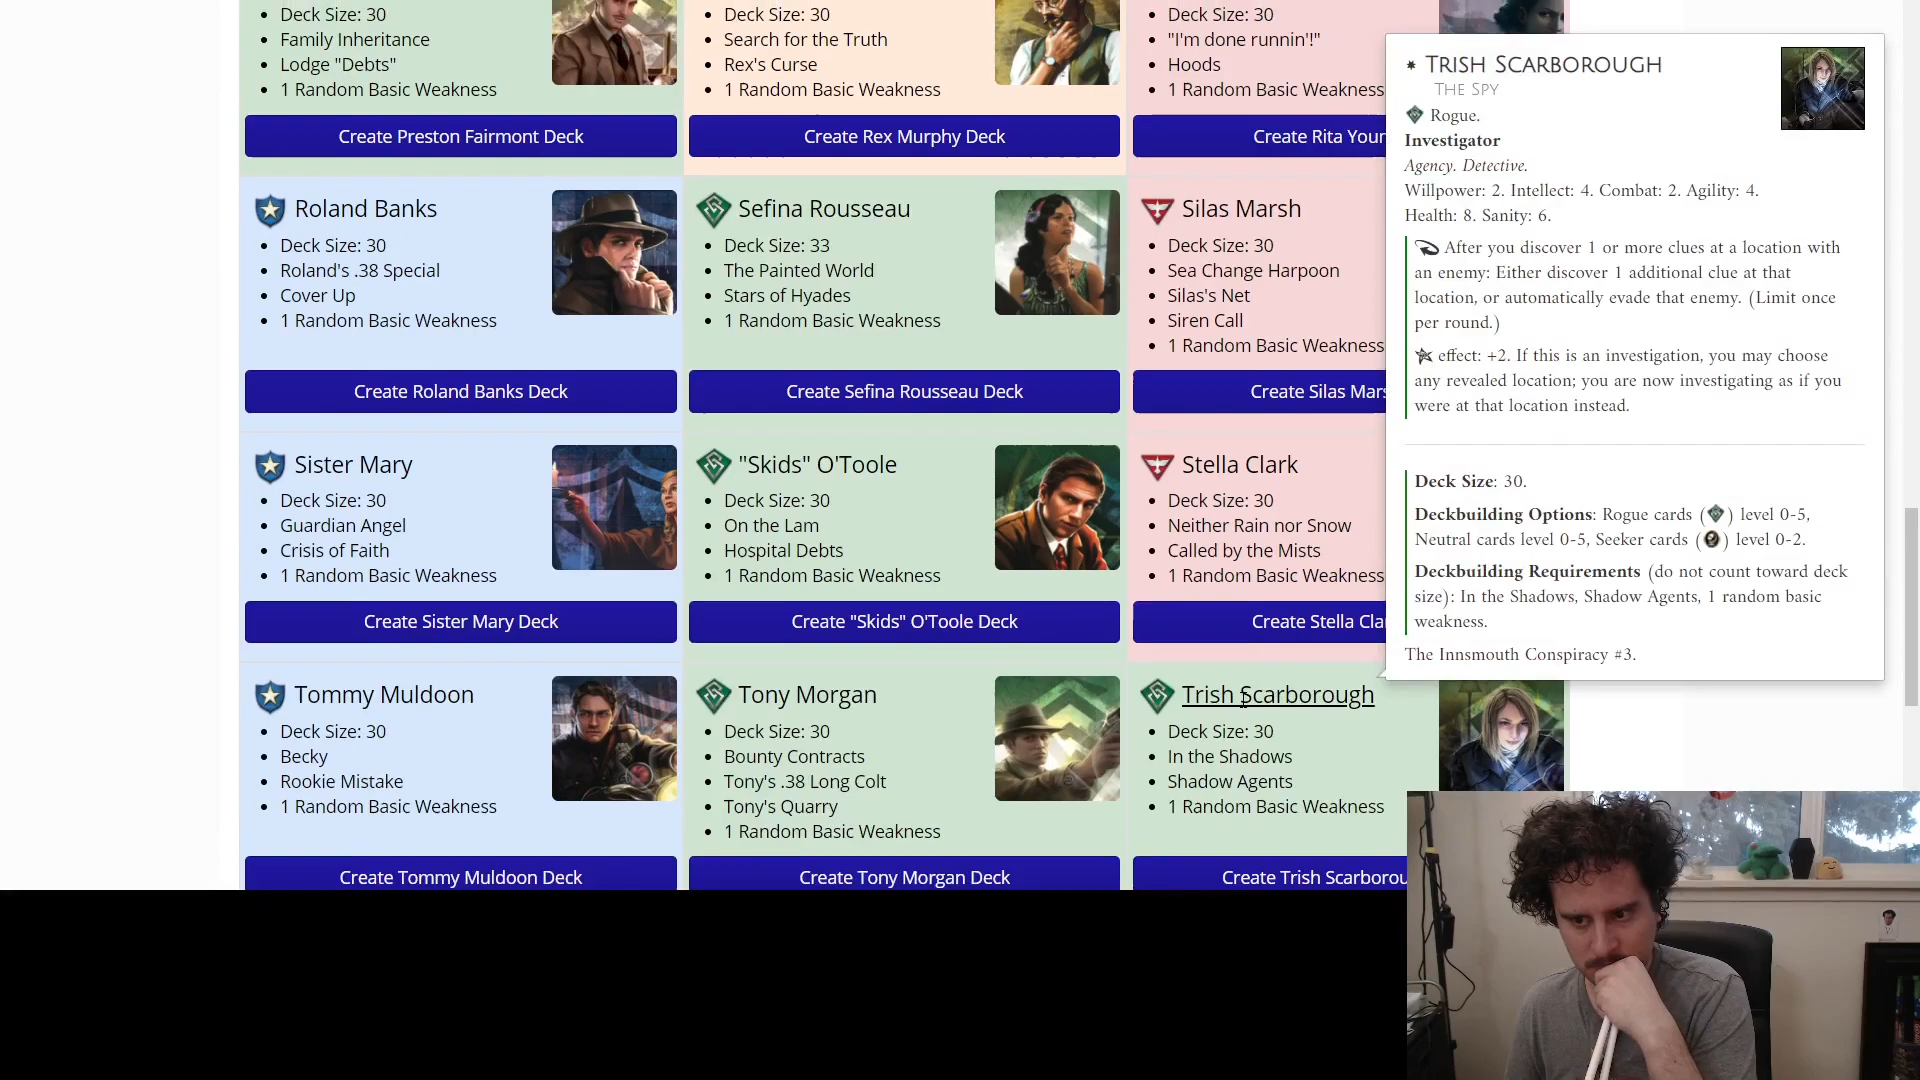 Deck Size: 30
Family Inheritance
Lodge "Debts"
1 Random Basic Weakness
Create Preston Fairmont Deck
Deck Size: 30
Search for the Truth
Rex's Curse
1 Random Basic Weakness
Create Rex Murphy Deck
Deck Size: 30
"I'm done runnin'!"
Hoods
1 Random Basic Weakness
Create Rita Your
Roland Banks
Deck Size: 30
Roland's .38 Special
Cover Up
1 Random Basic Weakness
Create Roland Banks Deck
Sefina Rousseau
Deck Size: 33
The Painted World
Stars of Hyades
1 Random Basic Weakness
Create Sefina Rousseau Deck
Silas Marsh
Deck Size: 30
Sea Change Harpoon
Silas's Net
Siren Call
1 Random Basic Weakness
Create Silas Mars
Sister Mary
Deck Size: 30
Guardian Angel
Crisis of Faith
1 Random Basic Weakness
Create Sister Mary Deck
"Skids" O'Toole
Deck Size: 30
On the Lam
Hospital Debts
1 Random Basic Weakness
Create "Skids" O'Toole Deck
Stella Clark
Deck Size: 30
Neither Rain nor Snow
Called by the Mists
1 Random Basic Weakness
Create Stella Cla
Tommy Muldoon
Deck Size: 30
Becky
Rookie Mistake
1 Random Basic Weakness
Create Tommy Muldoon Deck
Tony Morgan
Deck Size: 30
Bounty Contracts
Tony's .38 Long Colt
Tony's Quarry
1 Random Basic Weakness
Create Tony Morgan Deck
Trish Scarborough
Deck Size: 30
In the Shadows
Shadow Agents
1 Random Basic Weakness
Create Trish Scarborou
Trish Scarborough
The Spy
Rogue.
Investigator
Agency. Detective.
Willpower: 2. Intellect: 4. Combat: 2. Agility: 4.
Health: 8. Sanity: 6.
After you discover 1 or more clues at a location with
an enemy: Either discover 1 additional clue at that
location, or automatically evade that enemy. (Limit once
per round.)
effect: +2. If this is an investigation, you may choose
any revealed location; you are now investigating as if you
were at that location instead.
Deck Size: 30.
Deckbuilding Options: Rogue cards ( ) level 0-5,
Neutral cards level 0-5, Seeker cards ( ) level 0-2.
Deckbuilding Requirements (do not count toward deck
size): In the Shadows, Shadow Agents, 1 random basic
weakness.
The Innsmouth Conspiracy #3.